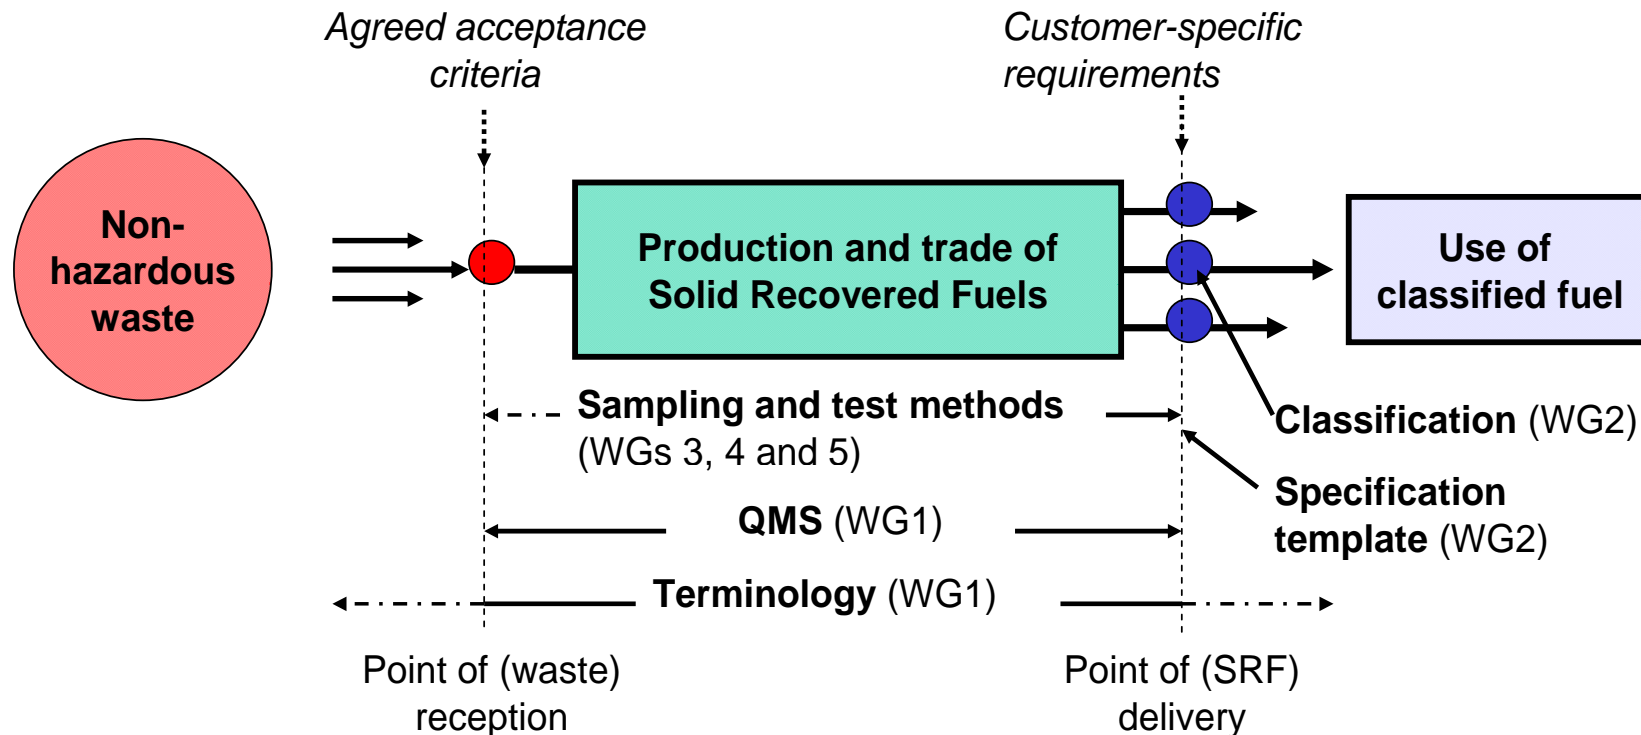 Agreed acceptance
criteria
Customer-specific
requirements
Non-
hazardous
waste
Production and trade of
Solid Recovered Fuels
Use of
classified fuel
Sampling and test methods
(WGs 3, 4 and 5)
Classification (WG2)
Specification
template (WG2)
QMS (WG1)
Terminology (WG1)
Point of (waste)
reception
Point of (SRF)
delivery